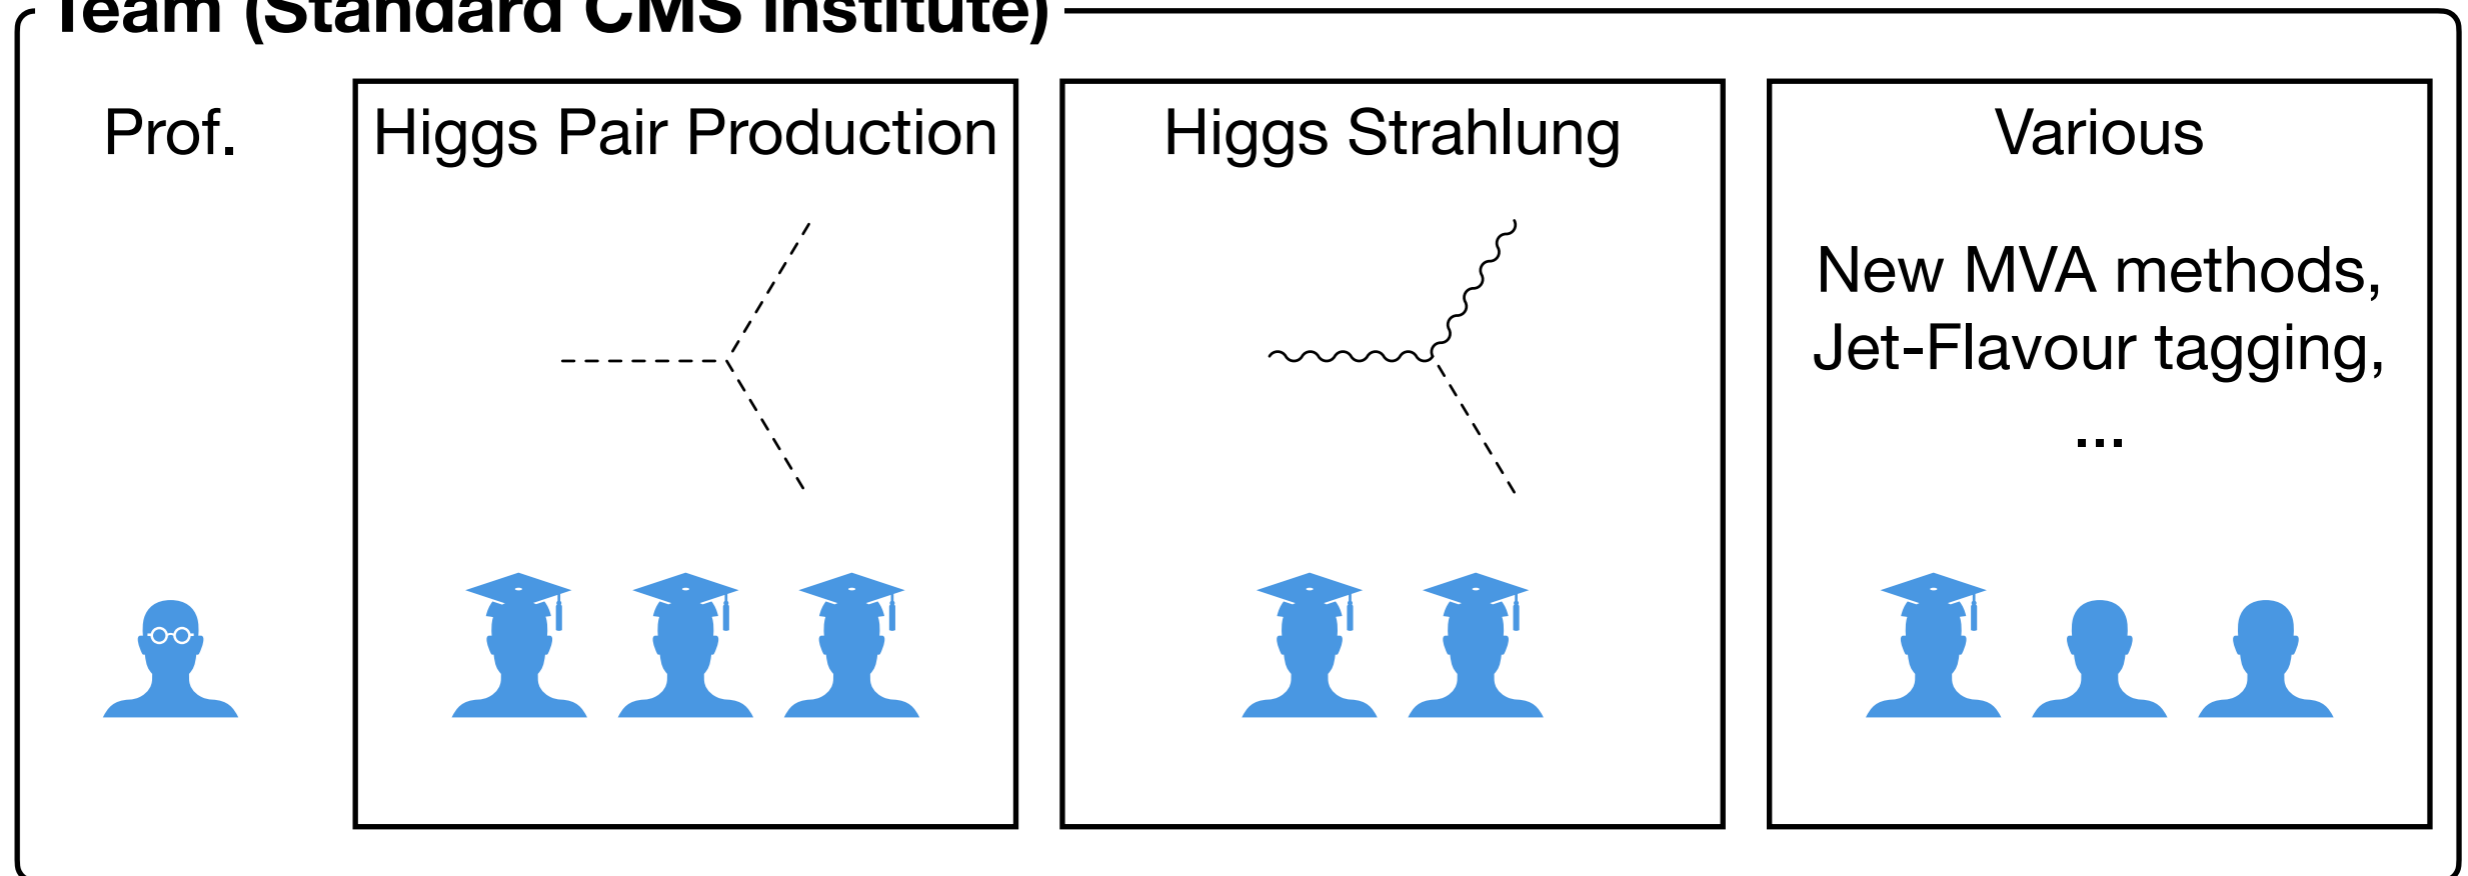 Team (Standard CMS Institute)
Prof.
Higgs Pair Production
Higgs Strahlung
Various
New MVA methods,
Jet-Flavour tagging,
...